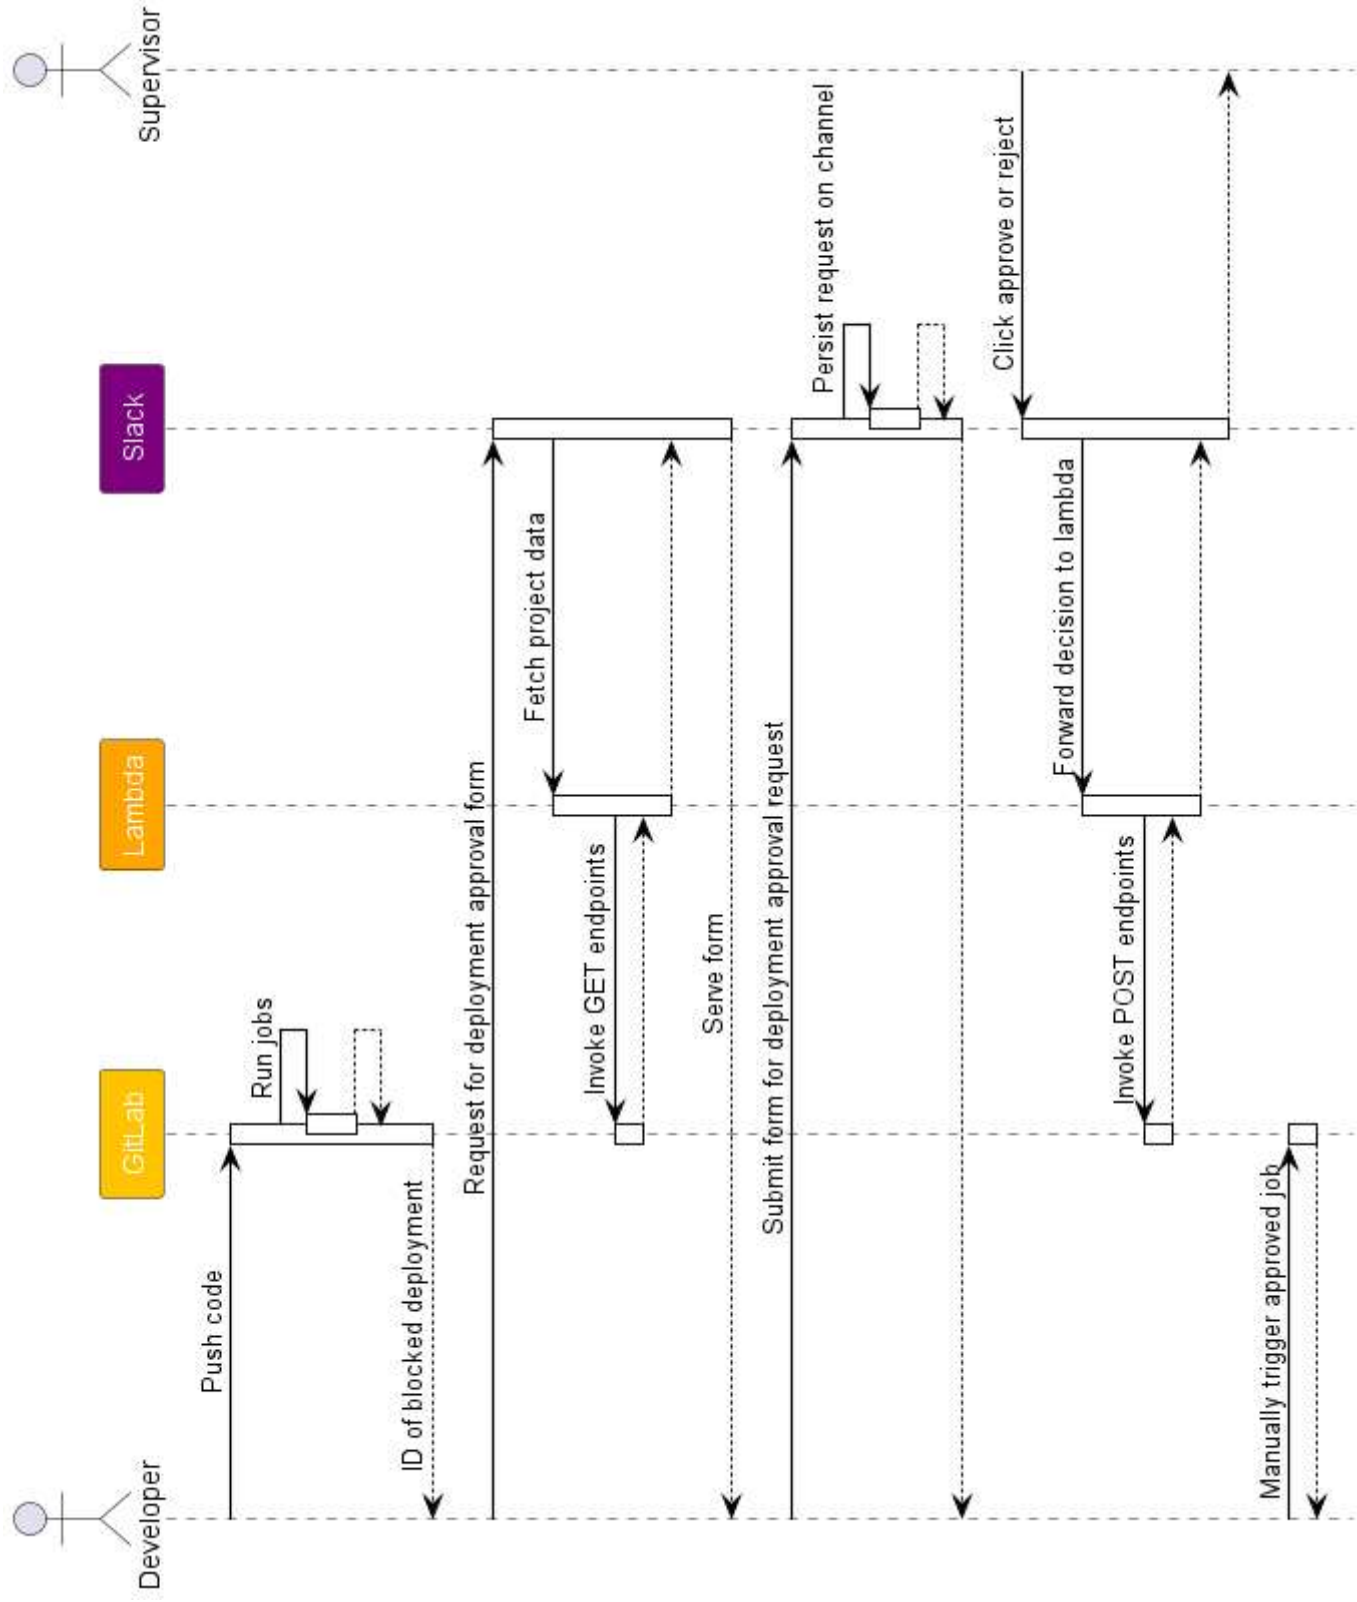 Developer
GitLab
Lambda
Slack
Supervisor
Push code
Run jobs
ID of blocked deployment
Request for deployment approval form
Fetch project data
Invoke GET endpoints
Serve form
Submit form for deployment approval request
Persist request on channel
Click approve or reject
Forward decision to lambda
Invoke POST endpoints
Manually trigger approved job